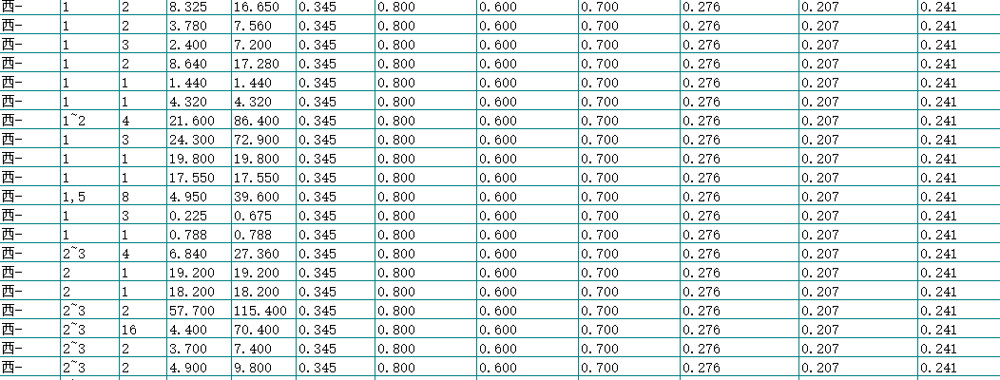 西- 1 2 8.325 16.650 0.345 0.800 0.600 0.700 0.276 0.207 0.241
西- 1 2 3.780 7.560 0.345 0.800 0.600 0.700 0.276 0.207 0.241
西- 1 3 2.400 7.200 0.345 0.800 0.600 0.700 0.276 0.207 0.241
西- 1 2 8.640 17.280 0.345 0.800 0.600 0.700 0.276 0.207 0.241
西- 1 1 1.440 1.440 0.345 0.800 0.600 0.700 0.276 0.207 0.241
西- 1 1 4.320 4.320 0.345 0.800 0.600 0.700 0.276 0.207 0.241
西- 1~2 4 21.600 86.400 0.345 0.800 0.600 0.700 0.276 0.207 0.241
西- 1 3 24.300 72.900 0.345 0.800 0.600 0.700 0.276 0.207 0.241
西- 1 1 19.800 19.800 0.345 0.800 0.600 0.700 0.276 0.207 0.241
西- 1 1 17.550 17.550 0.345 0.800 0.600 0.700 0.276 0.207 0.241
西- 1,5 8 4.950 39.600 0.345 0.800 0.600 0.700 0.276 0.207 0.241
西- 1 3 0.225 0.675 0.345 0.800 0.600 0.700 0.276 0.207 0.241
西- 1 1 0.788 0.788 0.345 0.800 0.600 0.700 0.276 0.207 0.241
西- 2~3 4 6.840 27.360 0.345 0.800 0.600 0.700 0.276 0.207 0.241
西- 2 1 19.200 19.200 0.345 0.800 0.600 0.700 0.276 0.207 0.241
西- 2 1 18.200 18.200 0.345 0.800 0.600 0.700 0.276 0.207 0.241
西- 2~3 2 57.700 115.400 0.345 0.800 0.600 0.700 0.276 0.207 0.241
西- 2~3 16 4.400 70.400 0.345 0.800 0.600 0.700 0.276 0.207 0.241
西- 2~3 2 3.700 7.400 0.345 0.800 0.600 0.700 0.276 0.207 0.241
西- 2~3 2 4.900 9.800 0.345 0.800 0.600 0.700 0.276 0.207 0.241